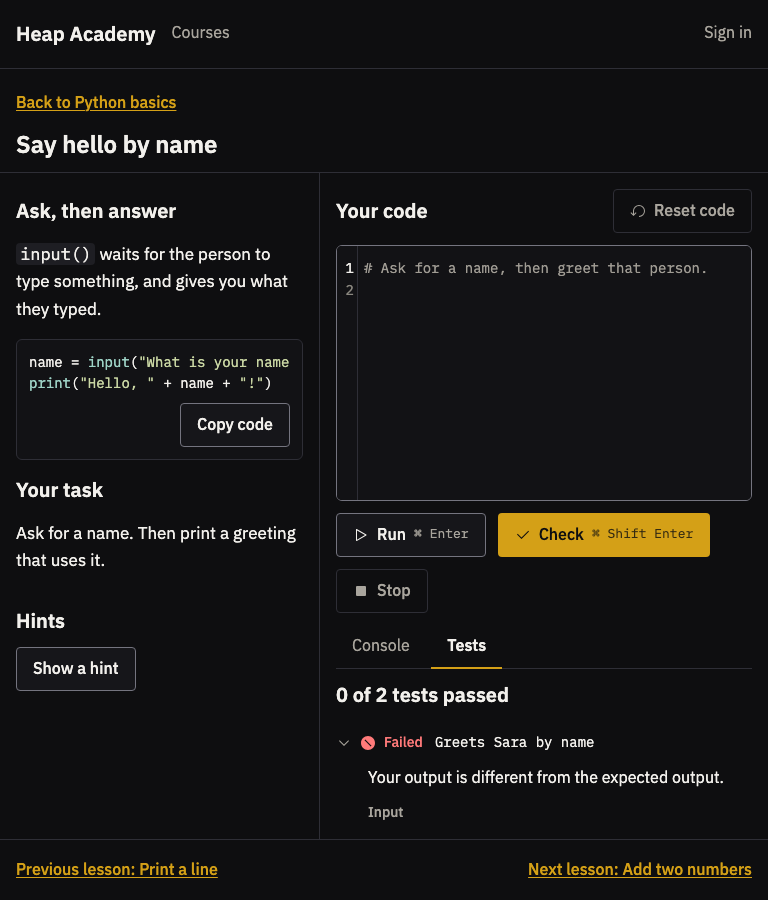 Heap Academy Courses Sign in
Back to Python basics
Say hello by name
Ask, then answer
input() waits for the person to
type something, and gives you what
they typed.
name = input("What is your name
print("Hello, " + name + "!")
Copy code
Your task
Ask for a name. Then print a greeting
that uses it.
Hints
Show a hint
Your code
Reset code
1 # Ask for a name, then greet that person.
2
Run ⌘ Enter
Check ⌘ Shift Enter
Stop
Console Tests
0 of 2 tests passed
Failed Greets Sara by name
Your output is different from the expected output.
Input
Previous lesson: Print a line
Next lesson: Add two numbers